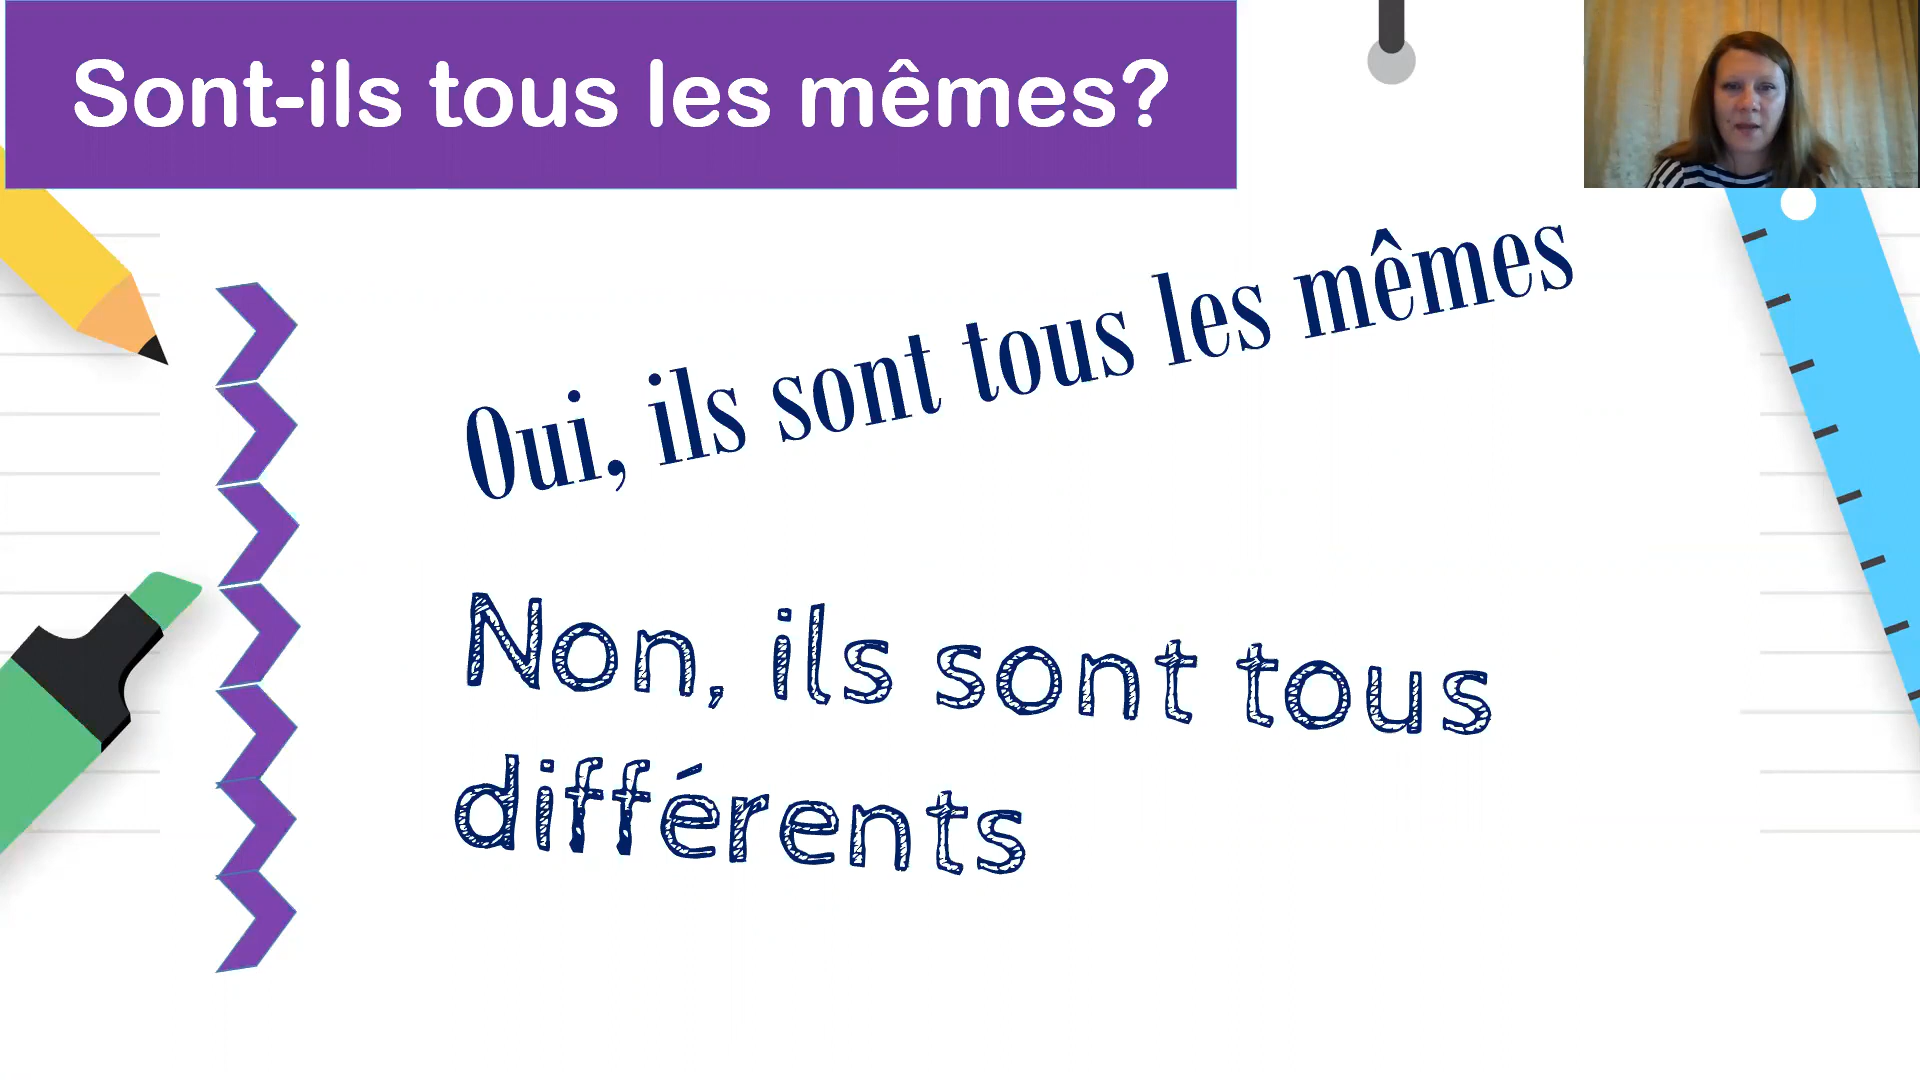 Sont-ils tous les mêmes?
Oui, ils sont tous les mêmes
Non, ils sont tous
différents